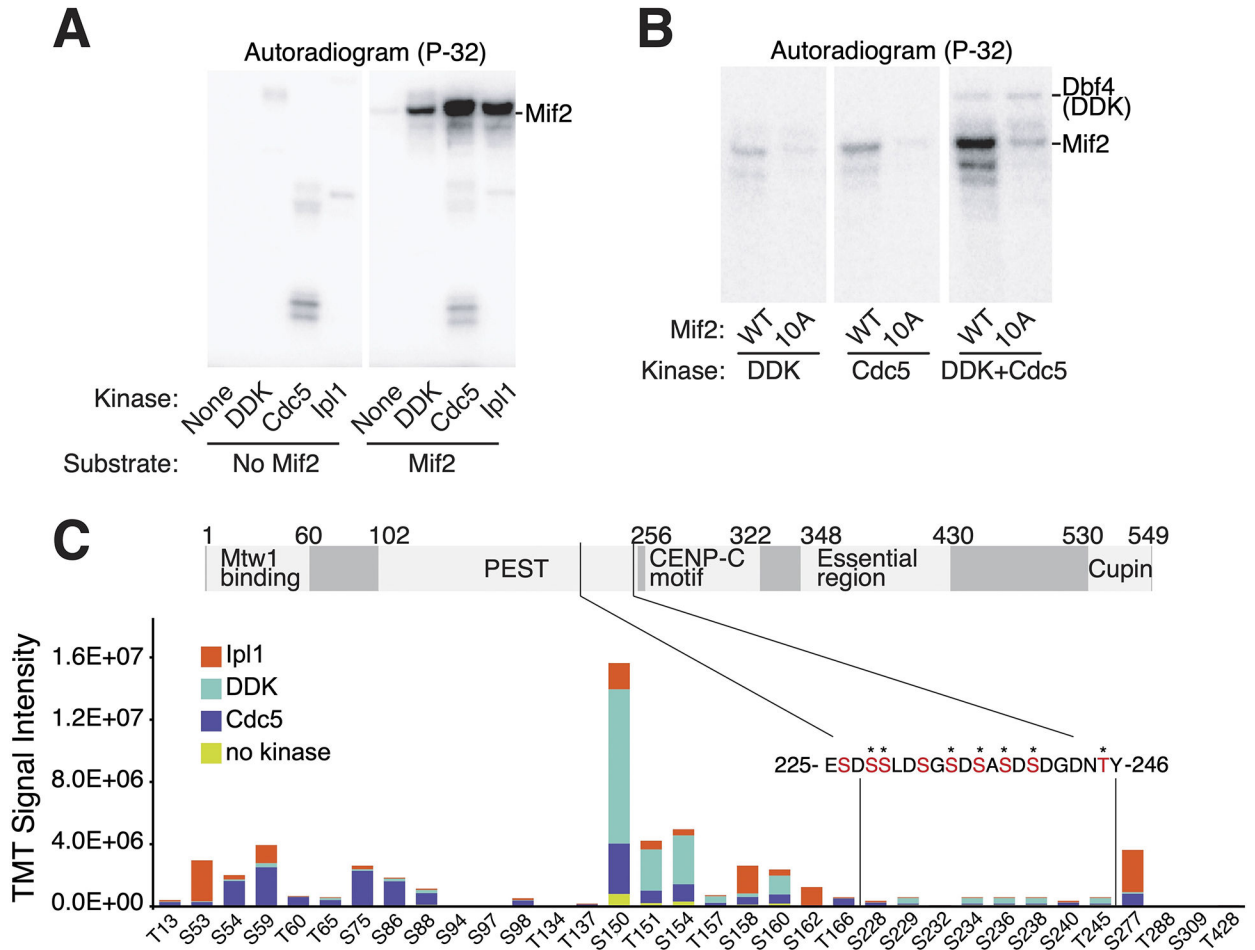 A
Autoradiogram (P-32)
-Mif2
Kinase:
None DDK Cdc5 Ipl1 None DDK Cdc5 Ipl1
Substrate: No Mif2 Mif2
B
Autoradiogram (P-32)
Dbf4
(DDK)
-Mif2
Mif2: WT 10A WT 10A WT 10A
Kinase: DDK Cdc5 DDK+Cdc5
C
1 60 102 256 322 348 430 530 549
Mtw1
binding
PEST
CENP-C
motif
Essential
region
Cupin
TMT Signal Intensity
1.6E+07
1.2E+07
8.0E+06
4.0E+06
0.0E+00
Ipl1
DDK
Cdc5
no kinase
* * * * * * *
225- ESDSSLDSGSDSASDSDGDNTY -246
T13 S53 S54 S59 T60 T65 S75 S86 S88 S94 S97 S98 T134 T137 S150 T151 S154 T157 S158 S160 S162 T166 S228 S229 S232 S234 S236 S238 S240 T245 S277 T288 S309 T428